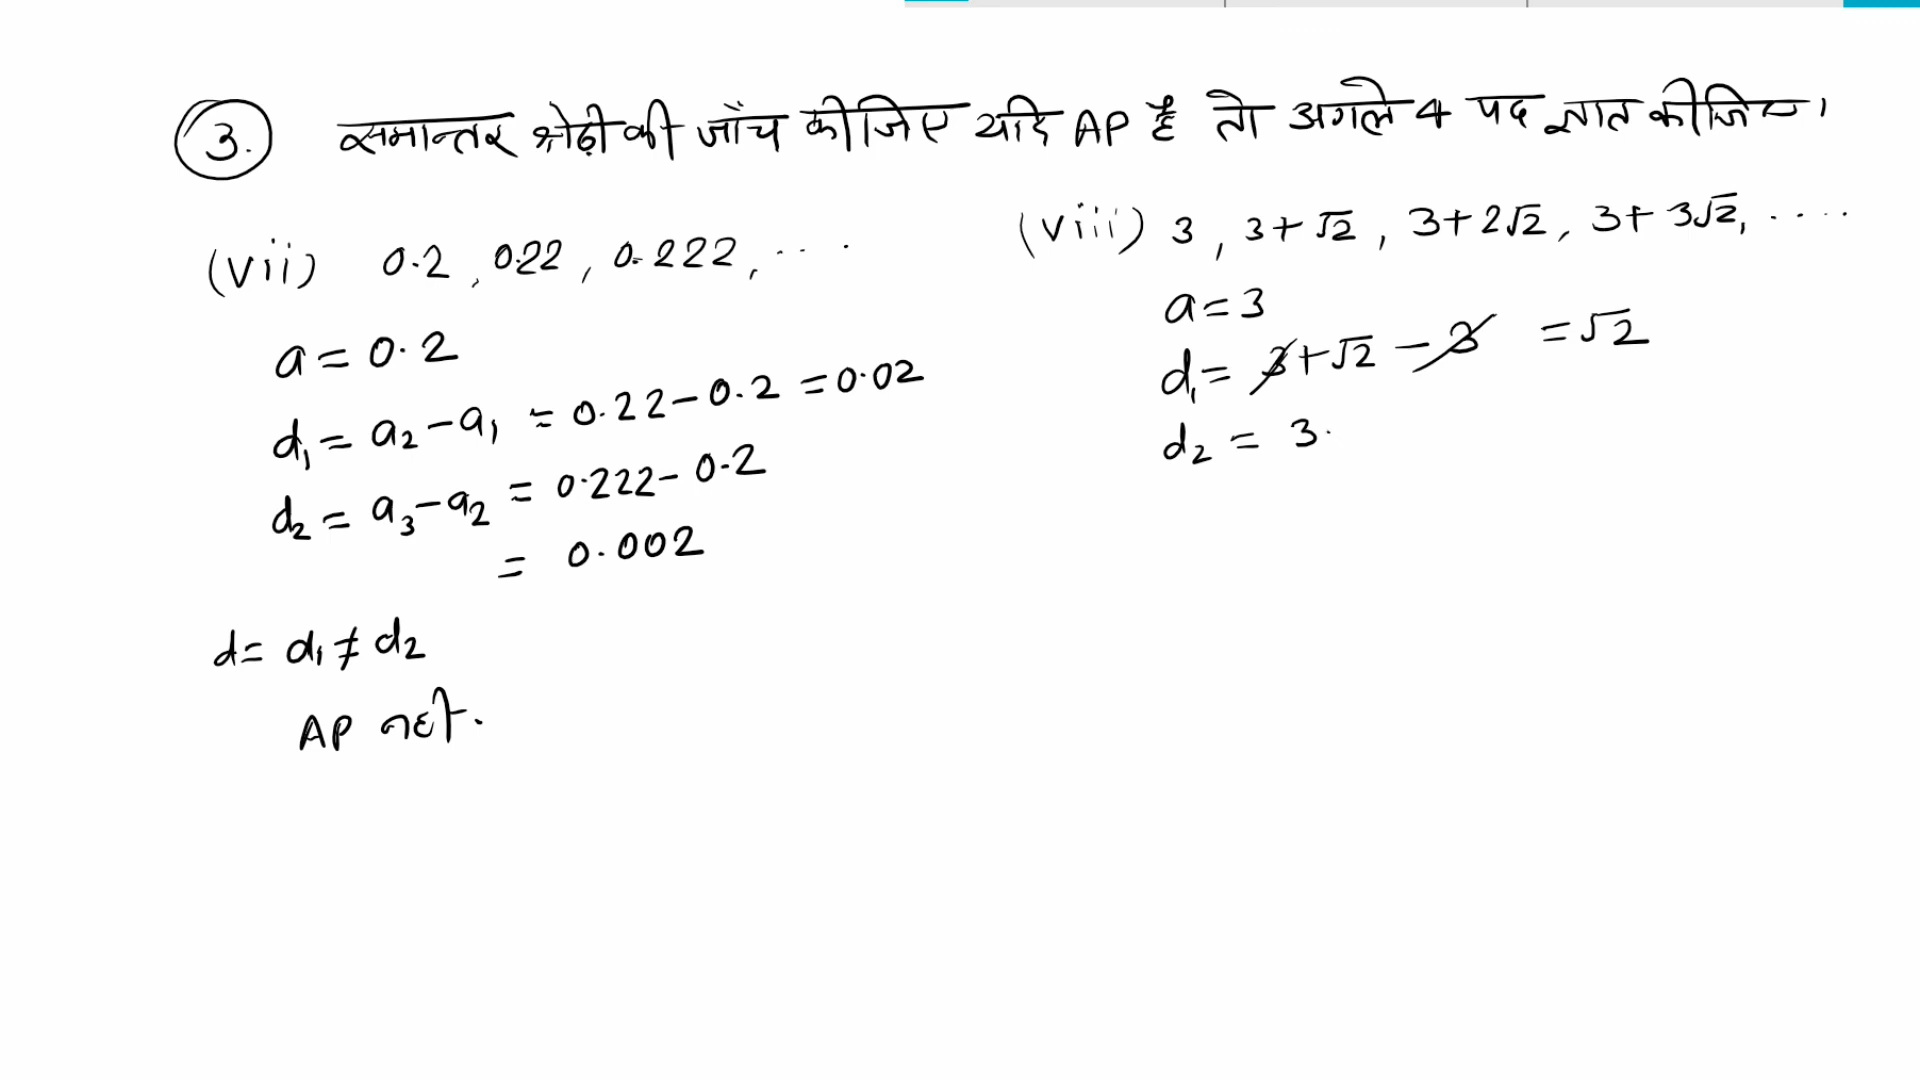 3. समान्तर श्रेढ़ी की जाँच कीजिए यदि AP है तो अगले 4 पद ज्ञात कीजिए।
(vii) 0.2, 0.22, 0.222, ....
a = 0.2
d₁ = a₂ - a₁ = 0.22 - 0.2 = 0.02
d₂ = a₃ - a₂ = 0.222 - 0.2
= 0.002
d = d₁ ≠ d₂
AP नहीं.
(viii) 3, 3+√2, 3+2√2, 3+3√2, ....
a = 3
d₁ = 3+√2 - 3 = √2
d₂ = 3.